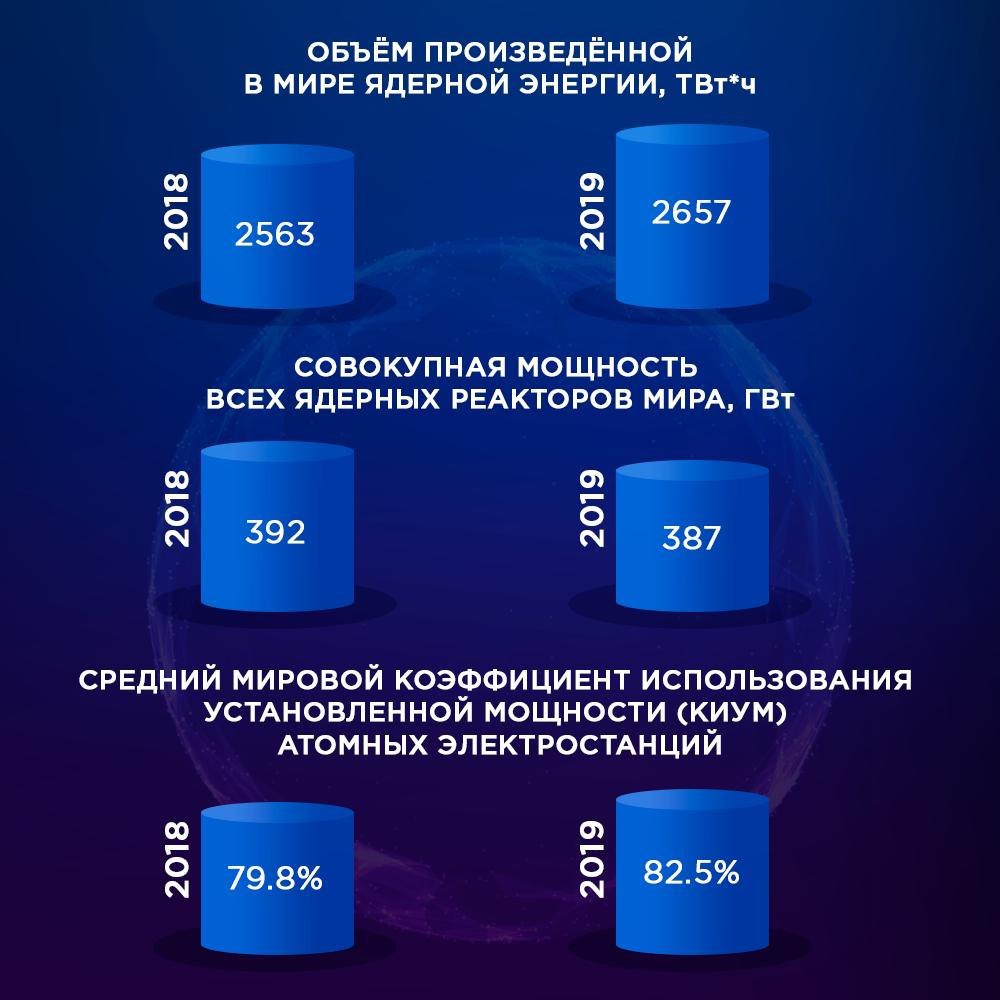 ОБЪЁМ ПРОИЗВЕДЁННОЙ
В МИРЕ ЯДЕРНОЙ ЭНЕРГИИ, ТВт*ч
2018
2563
2019
2657
СОВОКУПНАЯ МОЩНОСТЬ
ВСЕХ ЯДЕРНЫХ РЕАКТОРОВ МИРА, ГВт
2018
392
2019
387
СРЕДНИЙ МИРОВОЙ КОЭФФИЦИЕНТ ИСПОЛЬЗОВАНИЯ
УСТАНОВЛЕННОЙ МОЩНОСТИ (КИУМ)
АТОМНЫХ ЭЛЕКТРОСТАНЦИЙ
2018
79.8%
2019
82.5%